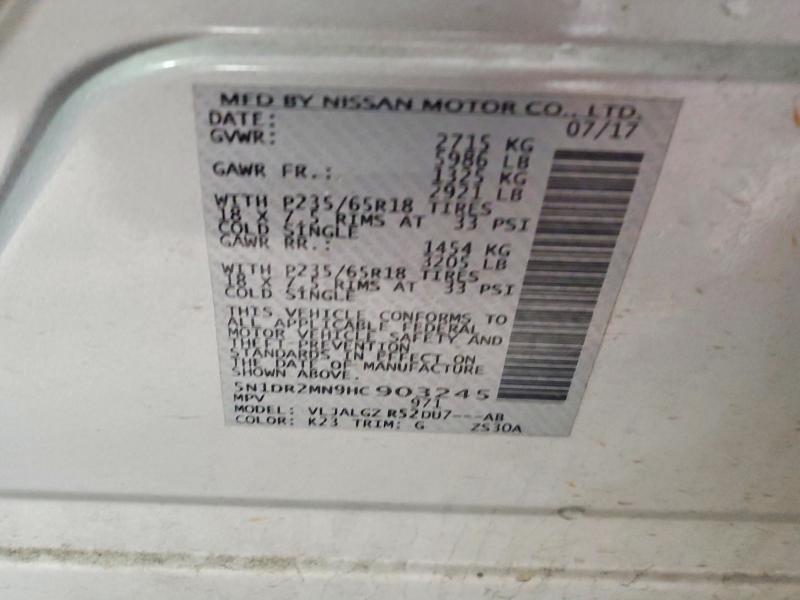 MFD BY NISSAN MOTOR CO., LTD.
DATE: 07/17
GVWR: 2715 KG
5986 LB
GAWR FR.: 1325 KG
2921 LB
WITH P235/65R18 TIRES
18 X 7.5 RIMS AT 33 PSI
COLD SINGLE
GAWR RR.: 1454 KG
3205 LB
WITH P235/65R18 TIRES
18 X 7.5 RIMS AT 33 PSI
COLD SINGLE
THIS VEHICLE CONFORMS TO
ALL APPLICABLE FEDERAL
MOTOR VEHICLE SAFETY AND
THEFT PREVENTION
STANDARDS IN EFFECT ON
THE DATE OF MANUFACTURE
SHOWN ABOVE.
5N1DR2MN9HC 903245
MPV 971
MODEL: VLJALGZ R52DU7---AB
COLOR: K23 TRIM: G ZS30A